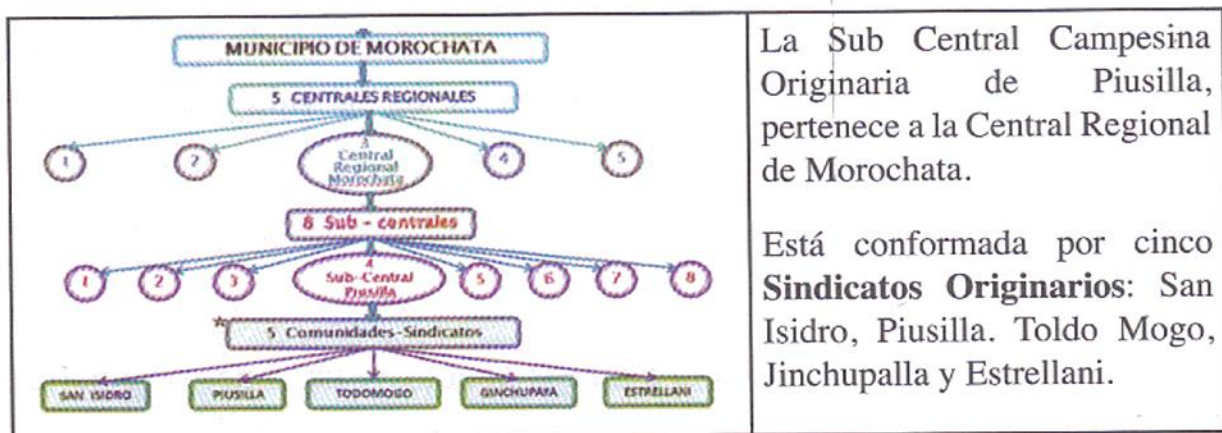 MUNICIPIO DE MOROCHATA
5 CENTRALES REGIONALES
1
2
3
Central
Regional
Morochata
4
5
8 Sub - centrales
1
2
3
4
Sub-Central
Piusilla
5
6
7
8
* 5 Comunidades-Sindicatos
SAN ISIDRO
PIUSILLA
TODOMOGO
ESTRELLANI
La Sub Central Campesina
Originaria de Piusilla,
pertenece a la Central Regional
de Morochata.
Está conformada por cinco
Sindicatos Originarios: San
Isidro, Piusilla. Toldo Mogo,
Jinchupalla y Estrellani.